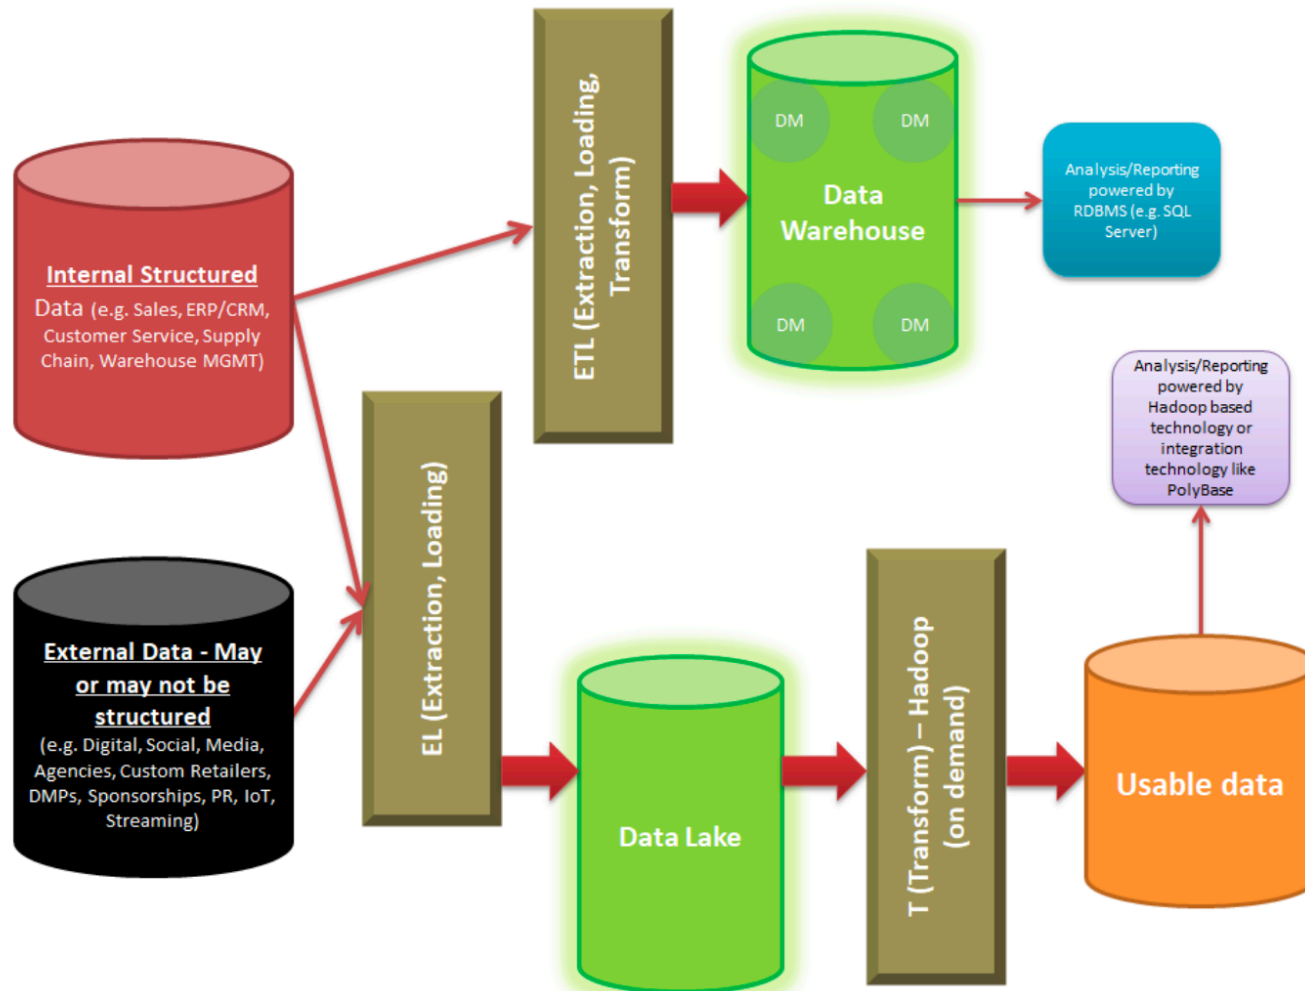 Internal Structured
Data (e.g. Sales, ERP/CRM,
Customer Service, Supply
Chain, Warehouse MGMT)
External Data - May
or may not be
structured
(e.g. Digital, Social, Media,
Agencies, Custom Retailers,
DMPs, Sponsorships, PR, IoT,
Streaming)
EL (Extraction, Loading)
ETL (Extraction, Loading,
Transform)
DM
DM
Data
Warehouse
DM
DM
Analysis/Reporting
powered by
RDBMS (e.g. SQL
Server)
Data Lake
T (Transform) – Hadoop
(on demand)
Usable data
Analysis/Reporting
powered by
Hadoop based
technology or
integration
technology like
PolyBase